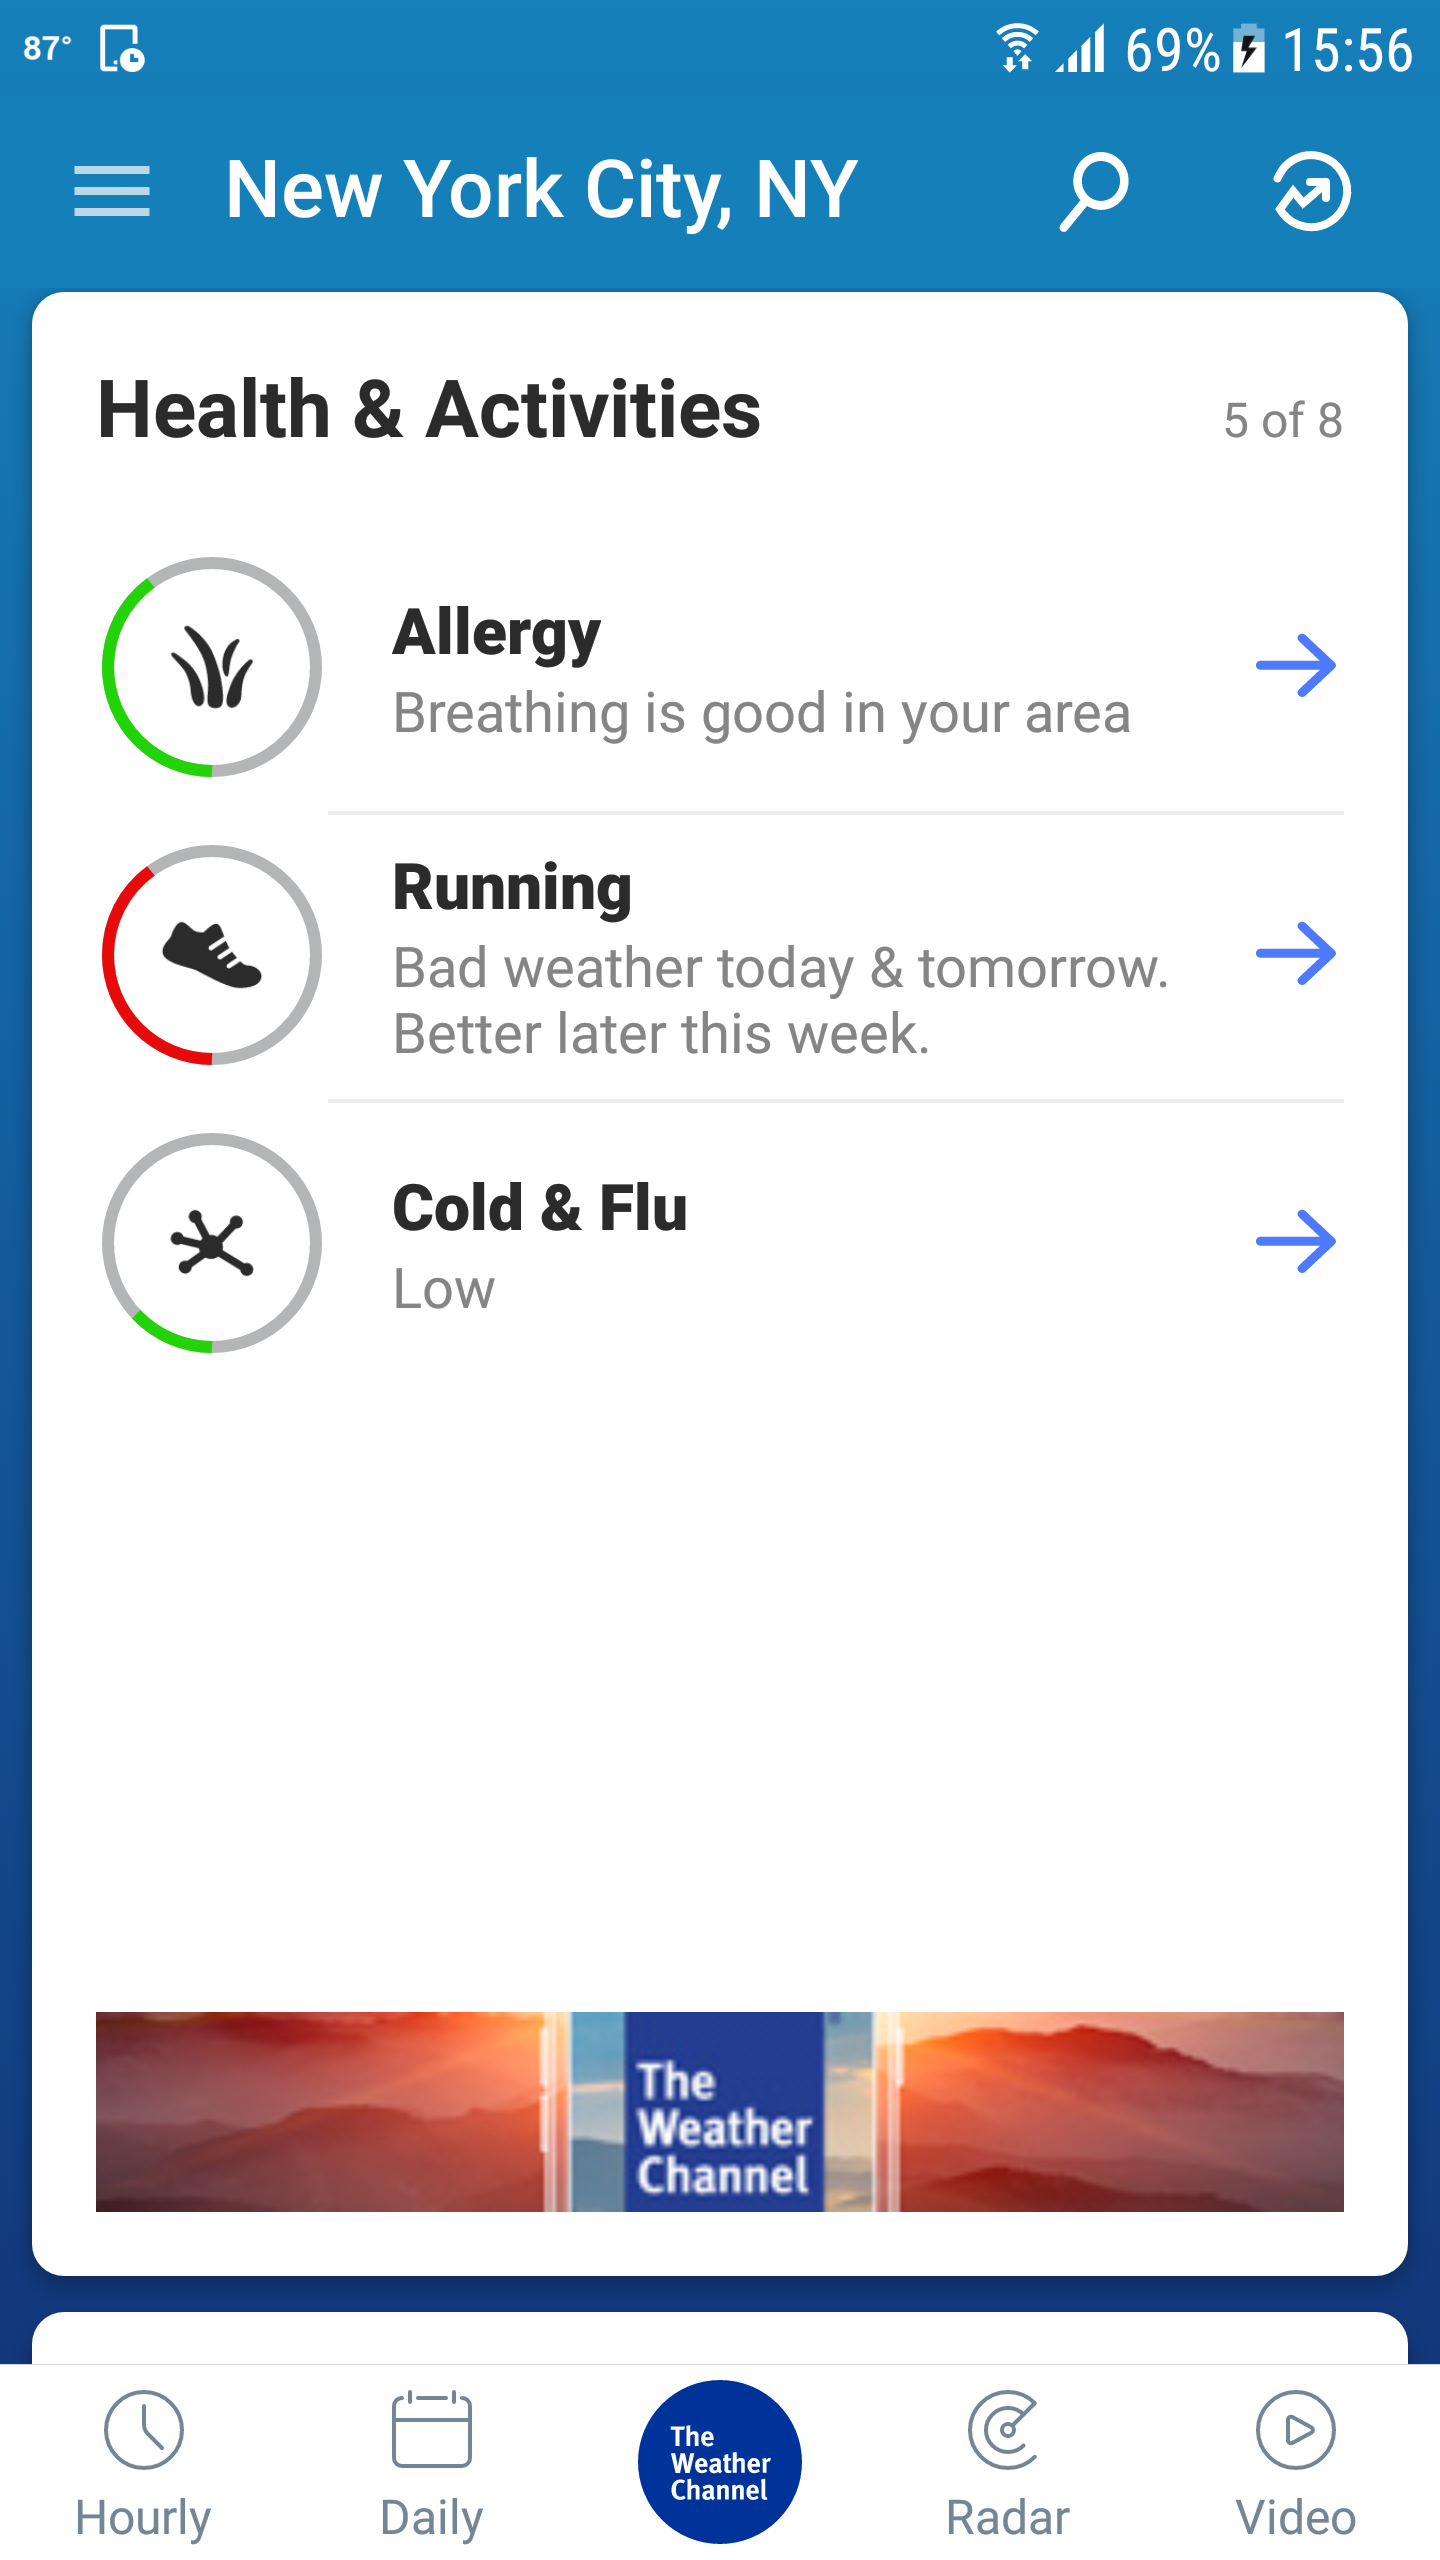 87°
69% 15:56
New York City, NY
Health & Activities
5 of 8
Allergy
Breathing is good in your area
Running
Bad weather today & tomorrow.
Better later this week.
Cold & Flu
Low
The
Weather
Channel
Hourly
Daily
The
Weather
Channel
Radar
Video